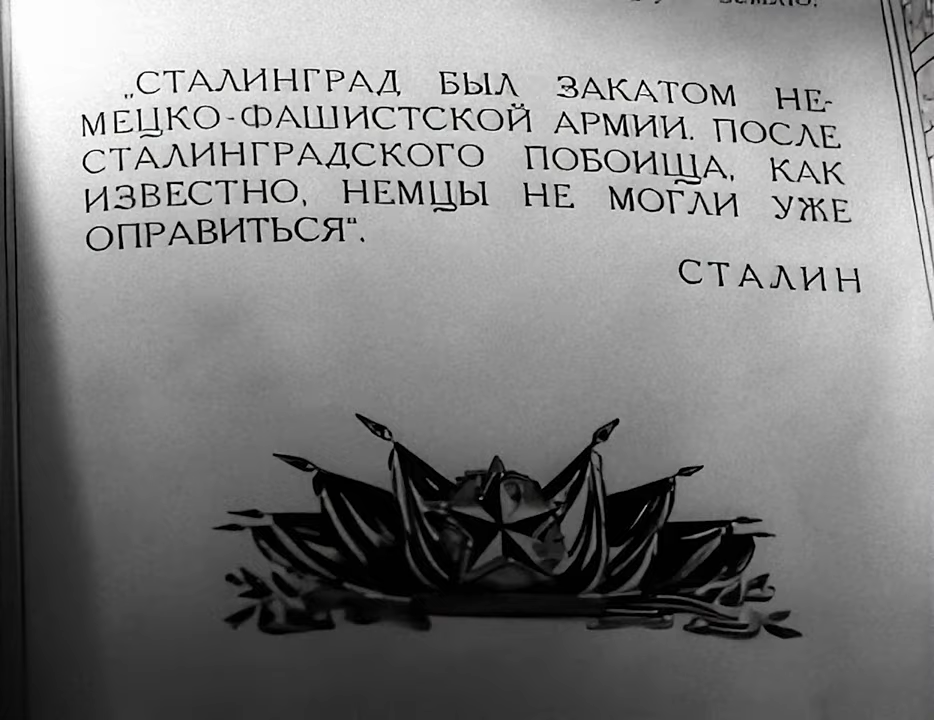 „СТАЛИНГРАД БЫЛ ЗАКАТОМ НЕ-
МЕЦКО-ФАШИСТСКОЙ АРМИИ. ПОСЛЕ
СТАЛИНГРАДСКОГО ПОБОИЩА, КАК
ИЗВЕСТНО, НЕМЦЫ НЕ МОГЛИ УЖЕ
ОПРАВИТЬСЯ“.
СТАЛИН